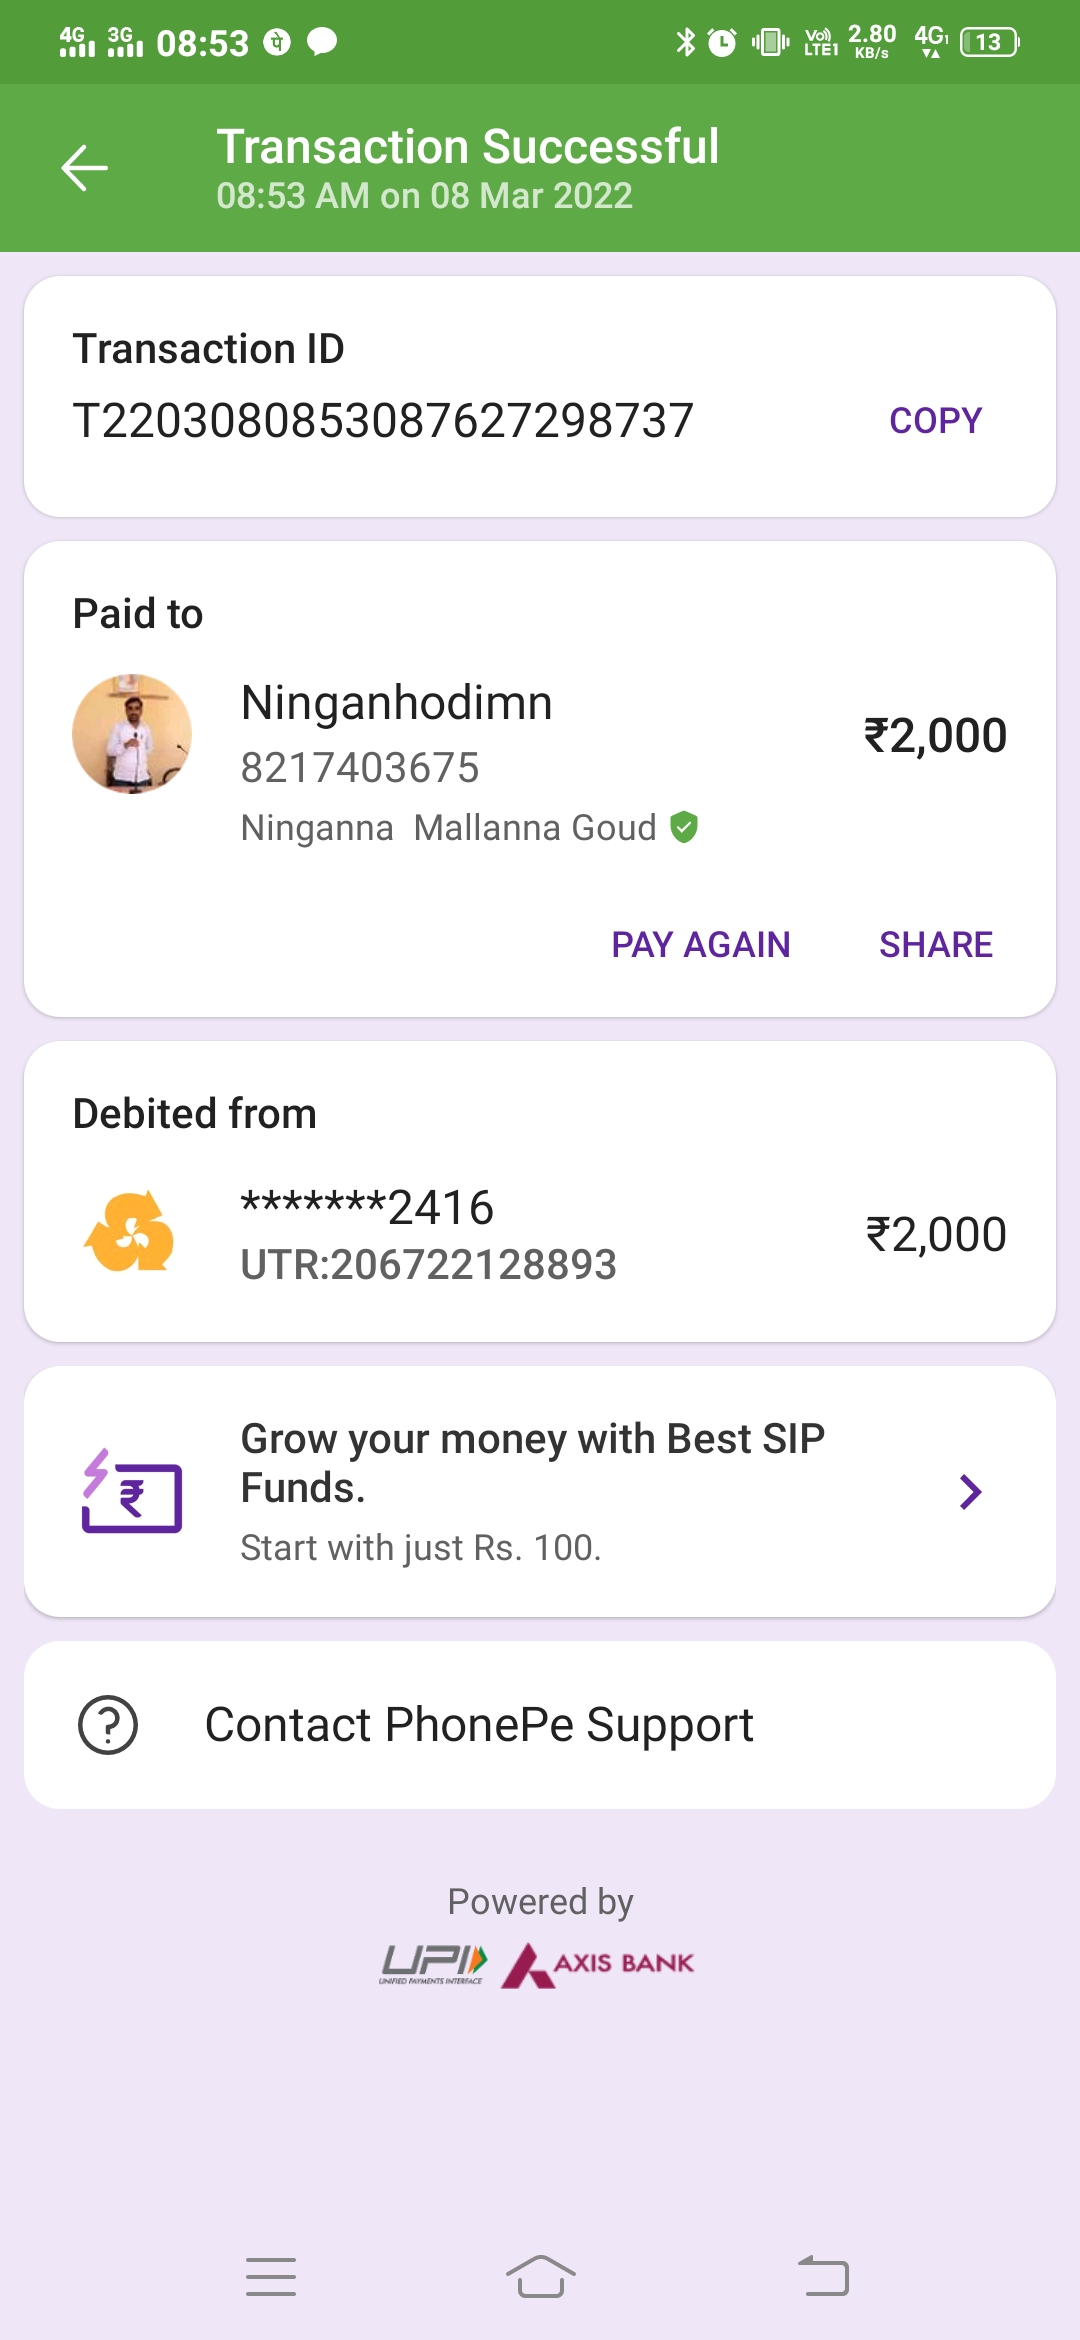 4G 3G 08:53 पे Vo) LTE1 2.80 KB/s 4G1 13
Transaction Successful
08:53 AM on 08 Mar 2022
Transaction ID
T2203080853087627298737
COPY
Paid to
Ninganhodimn
₹2,000
8217403675
Ninganna  Mallanna Goud
PAY AGAIN SHARE
Debited from
*******2416
₹2,000
UTR:206722128893
Grow your money with Best SIP
Funds.
Start with just Rs. 100.
Contact PhonePe Support
Powered by
UPI AXIS BANK
UNIFIED PAYMENTS INTERFACE